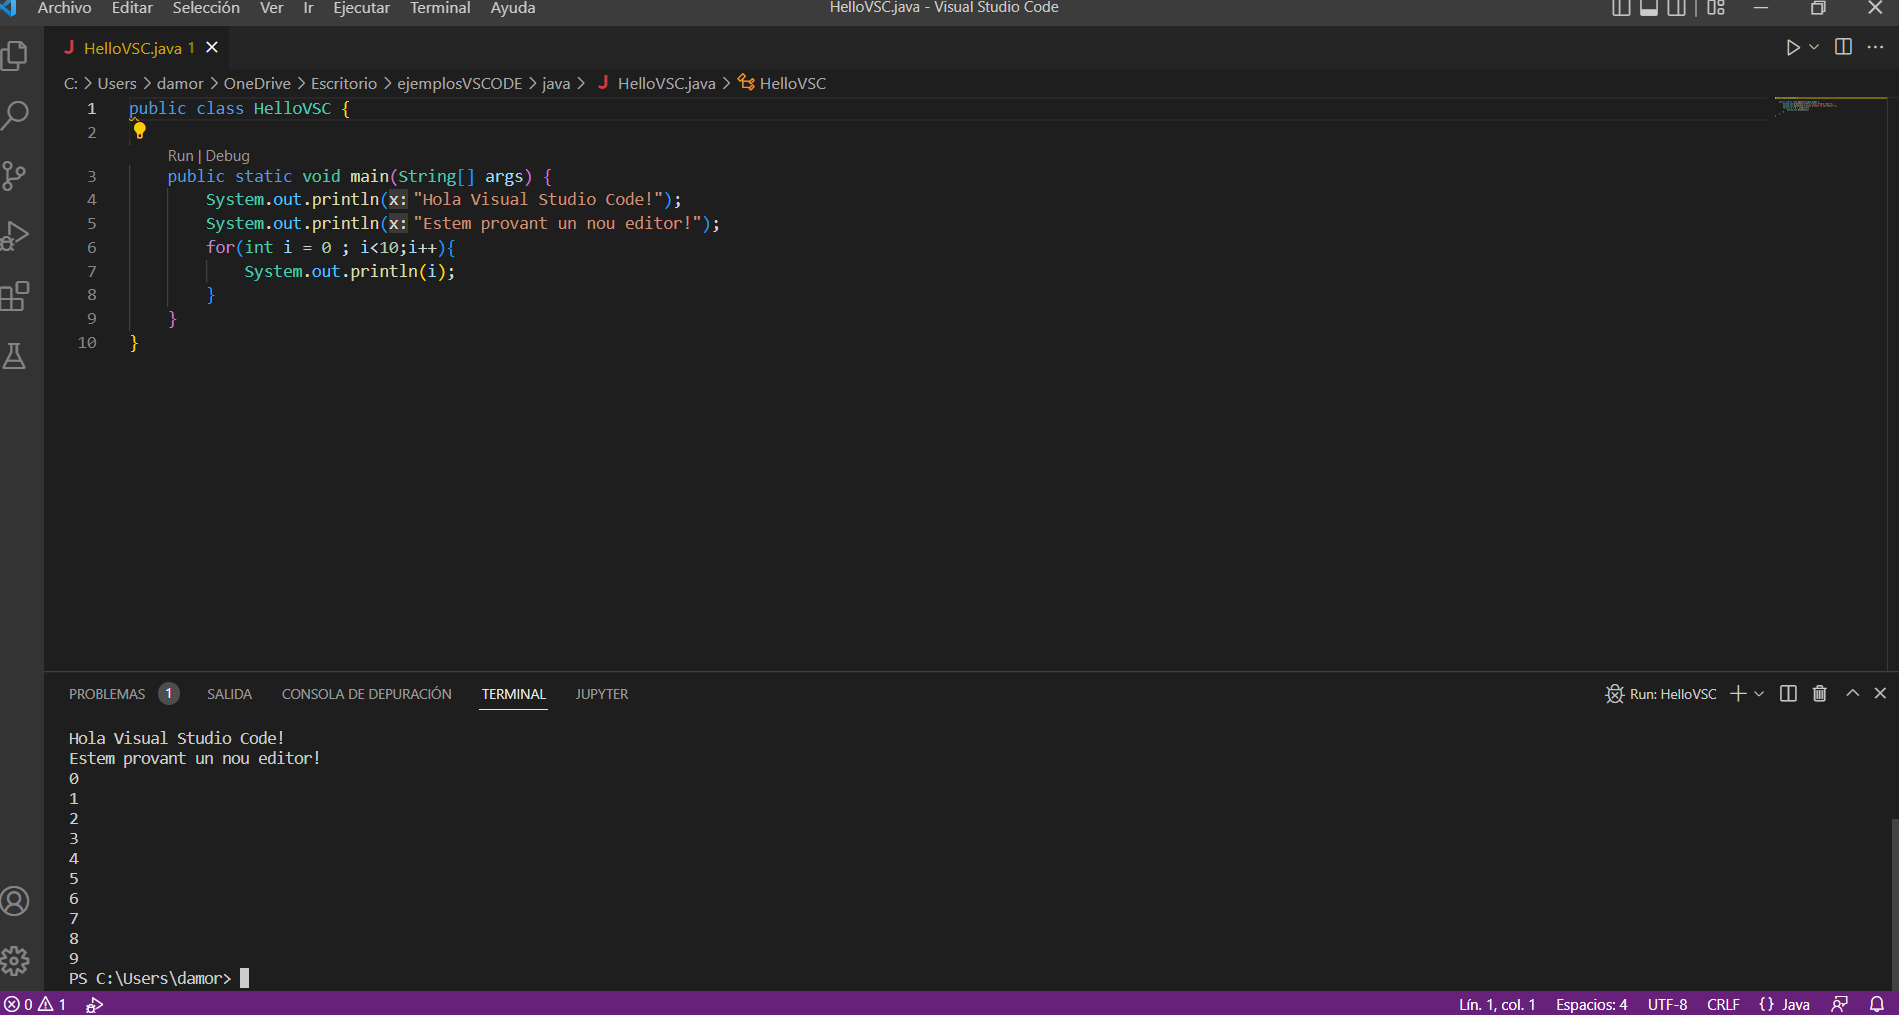 Archivo Editar Selección Ver Ir Ejecutar Terminal Ayuda
HelloVSC.java - Visual Studio Code
J HelloVSC.java 1
C: > Users > damor > OneDrive > Escritorio > ejemplosVSCODE > java > J HelloVSC.java > HelloVSC
1 public class HelloVSC {
2
Run | Debug
3 public static void main(String[] args) {
4 System.out.println(x: "Hola Visual Studio Code!");
5 System.out.println(x: "Estem provant un nou editor!");
6 for(int i = 0 ; i<10;i++){
7 System.out.println(i);
8 }
9 }
10 }
PROBLEMAS 1 SALIDA CONSOLA DE DEPURACIÓN TERMINAL JUPYTER
Run: HelloVSC
Hola Visual Studio Code!
Estem provant un nou editor!
0
1
2
3
4
5
6
7
8
9
PS C:\Users\damor>
0 1
Lín. 1, col. 1 Espacios: 4 UTF-8 CRLF {} Java